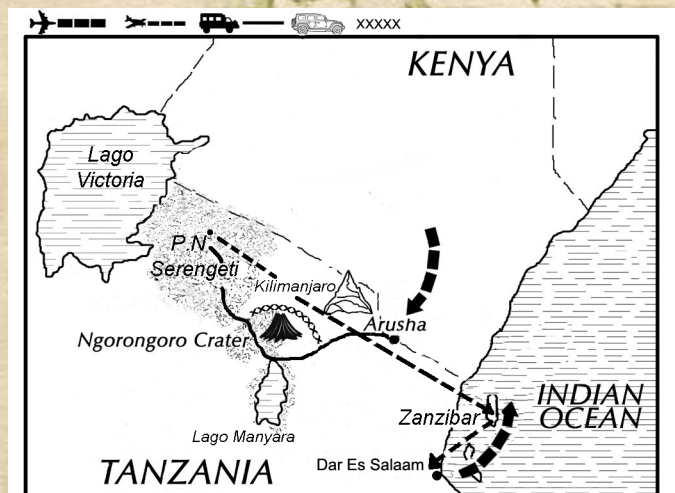 XXXXX
KENYA
Lago
Victoria
P.N.
Serengeti
Kilimanjaro
Arusha
Ngorongoro Crater
Zanzibar
INDIAN
OCEAN
Lago Manyara
Dar Es Salaam
TANZANIA